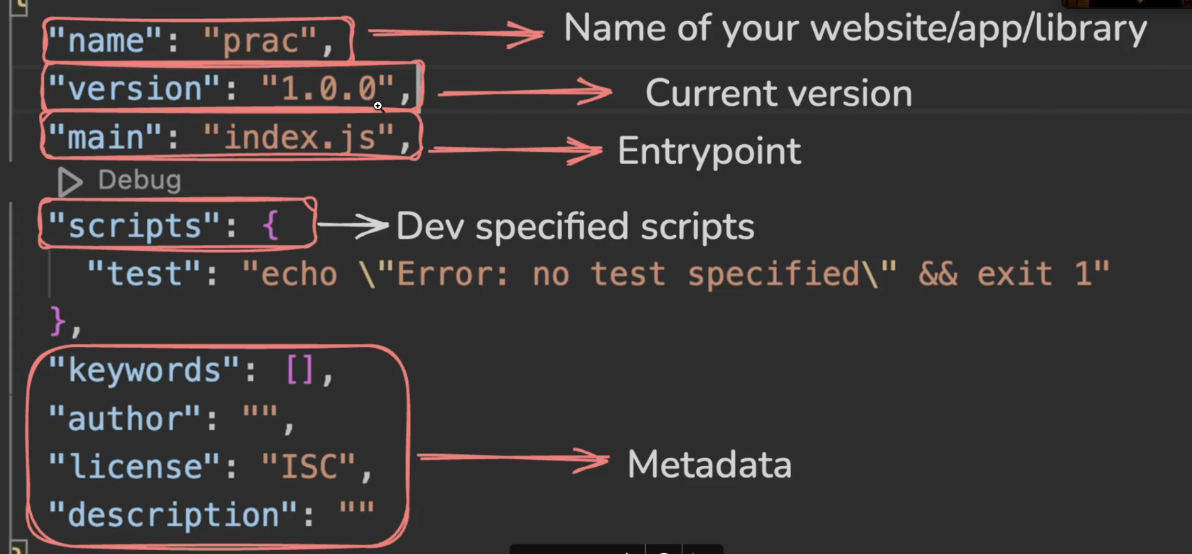 {
"name": "prac", Name of your website/app/library
"version": "1.0.0", Current version
"main": "index.js", Entrypoint
Debug
"scripts": { Dev specified scripts
"test": "echo \"Error: no test specified\" && exit 1"
},
"keywords": [],
"author": "",
"license": "ISC", Metadata
"description": ""
}